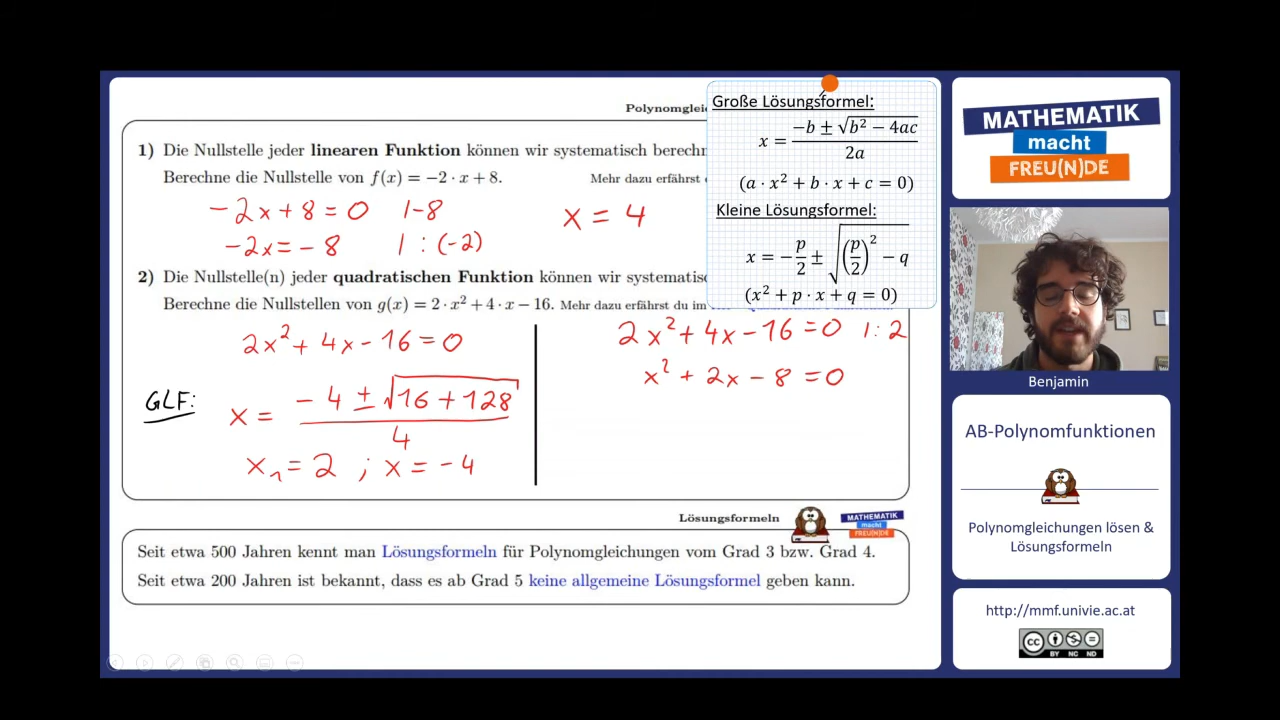 Polynomgle
Große Lösungsformel:
x = (-b ± √(b² − 4ac)) / 2a
(a · x² + b · x + c = 0)
Kleine Lösungsformel:
x = −p/2 ± √((p/2)² − q)
(x² + p · x + q = 0)
1) Die Nullstelle jeder linearen Funktion können wir systematisch berechn
Berechne die Nullstelle von f(x) = −2 · x + 8. Mehr dazu erfährst
−2x + 8 = 0 | −8
−2x = −8 | : (−2)
x = 4
2) Die Nullstelle(n) jeder quadratischen Funktion können wir systematis
Berechne die Nullstellen von g(x) = 2 · x² + 4 · x − 16. Mehr dazu erfährst du im
2x² + 4x − 16 = 0
GLF: x = (−4 ± √(16 + 128)) / 4
x₁ = 2 ; x = −4
2x² + 4x − 16 = 0 | : 2
x² + 2x − 8 = 0
Lösungsformeln
MATHEMATIK
macht
FREU(N)DE
Seit etwa 500 Jahren kennt man Lösungsformeln für Polynomgleichungen vom Grad 3 bzw. Grad 4.
Seit etwa 200 Jahren ist bekannt, dass es ab Grad 5 keine allgemeine Lösungsformel geben kann.
MATHEMATIK
macht
FREU(N)DE
Benjamin
AB-Polynomfunktionen
Polynomgleichungen lösen &
Lösungsformeln
http://mmf.univie.ac.at
CC BY NC ND